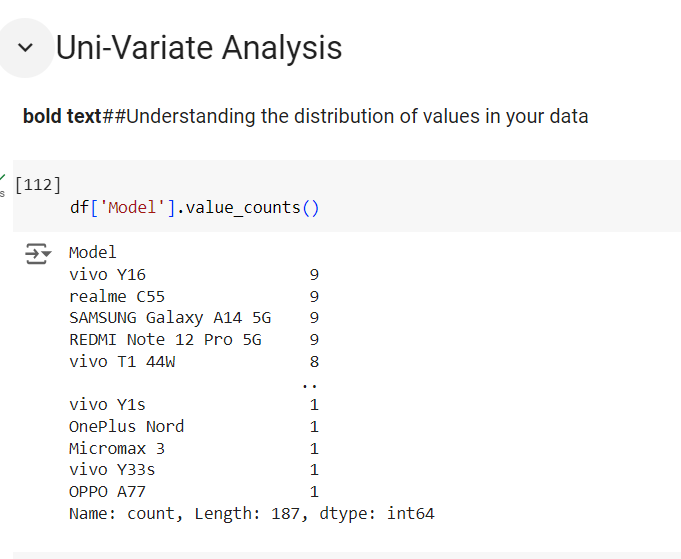 Uni-Variate Analysis
bold text##Understanding the distribution of values in your data
s
[112]
df['Model'].value_counts()
Model
vivo Y16 9
realme C55 9
SAMSUNG Galaxy A14 5G 9
REDMI Note 12 Pro 5G 9
vivo T1 44W 8
..
vivo Y1s 1
OnePlus Nord 1
Micromax 3 1
vivo Y33s 1
OPPO A77 1
Name: count, Length: 187, dtype: int64